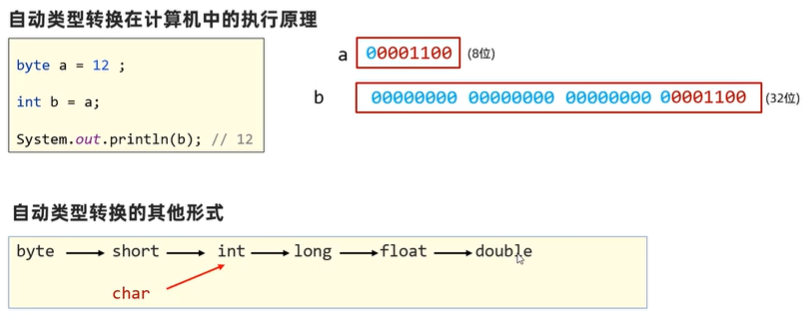 自动类型转换在计算机中的执行原理
byte a = 12 ;
int b = a;
System.out.println(b); // 12
a 00001100 (8位)
b 00000000 00000000 00000000 00001100 (32位)
自动类型转换的其他形式
byte short int long float double
char